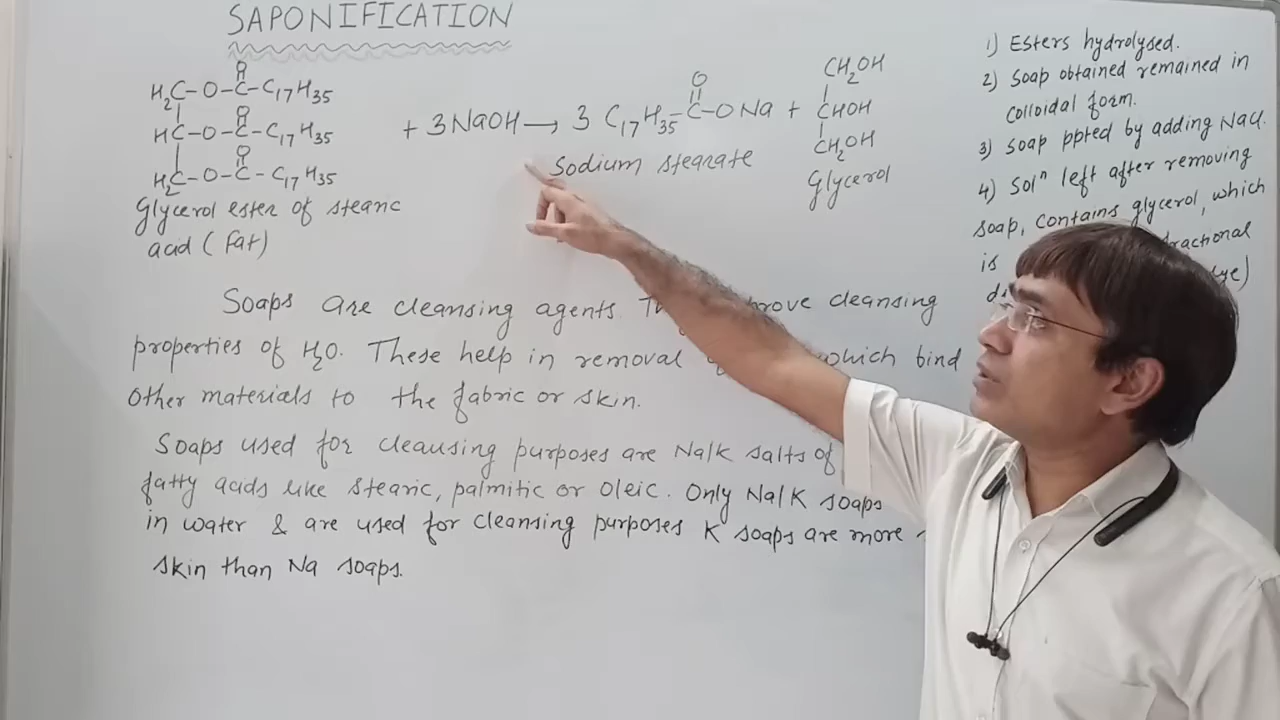 SAPONIFICATION
H2C-O-C-C17H35
O
HC-O-C-C17H35
O
H2C-O-C-C17H35
O
+ 3NaOH → 3 C17H35-C-O Na +
O
CH2OH
CHOH
CH2OH
Glycerol ester of stearic
acid (Fat)
Sodium stearate
Glycerol
1) Esters hydrolysed.
2) Soap obtained remained in
colloidal form.
3) Soap ppted by adding NaCl.
4) Soln left after removing
soap, contains glycerol, which
is
Soaps are cleansing agents. cleansing
properties of H2O. These help in removal which bind
other materials to the fabric or skin.
Soaps used for cleausing purposes are Na/K salts of
fatty acids like stearic, palmitic or oleic. Only Na/K soaps
in water & are used for cleansing purposes K soaps are more
skin than Na soaps.